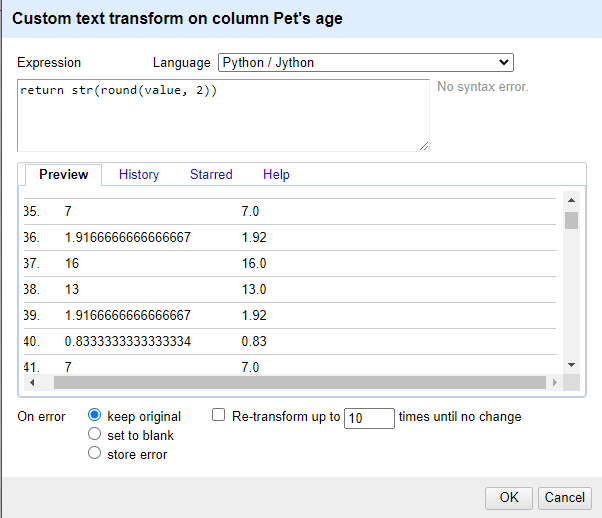 Custom text transform on column Pet's age
Expression Language Python / Jython
return str(round(value, 2))
No syntax error.
Preview History Starred Help
35. 7 7.0
36. 1.9166666666666667 1.92
37. 16 16.0
38. 13 13.0
39. 1.9166666666666667 1.92
40. 0.8333333333333334 0.83
41. 7 7.0
On error keep original Re-transform up to 10 times until no change
set to blank
store error
OK Cancel